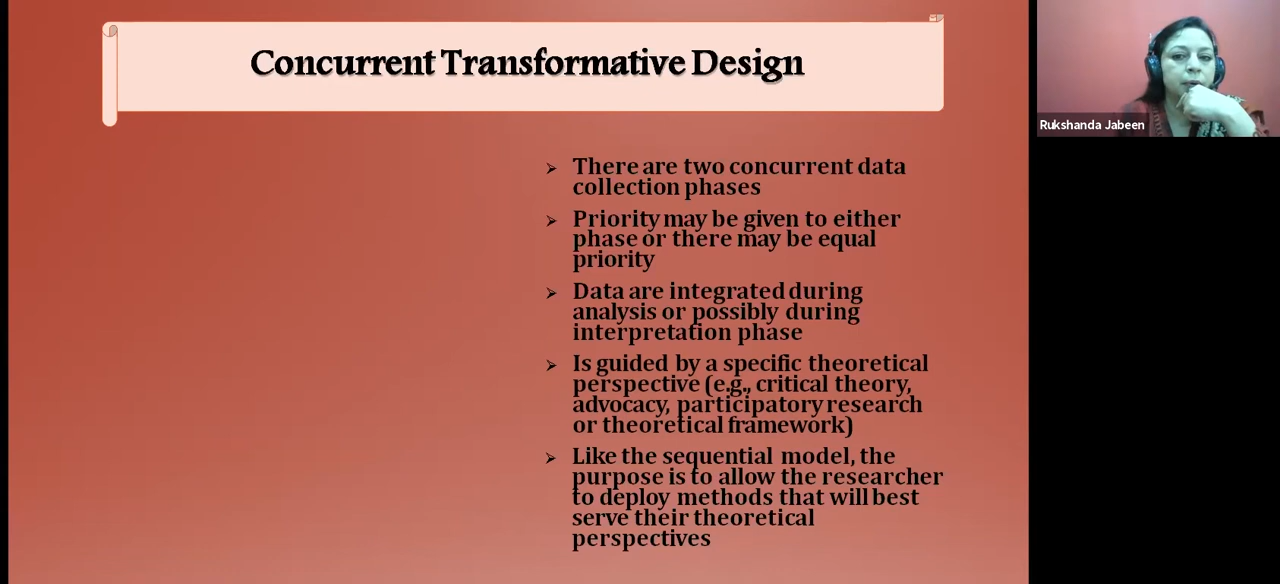 Concurrent Transformative Design
Rukshanda Jabeen
➢ There are two concurrent data
collection phases
➢ Priority may be given to either
phase or there may be equal
priority
➢ Data are integrated during
analysis or possibly during
interpretation phase
➢ Is guided by a specific theoretical
perspective (e.g., critical theory,
advocacy, participatory research
or theoretical framework)
➢ Like the sequential model, the
purpose is to allow the researcher
to deploy methods that will best
serve their theoretical
perspectives